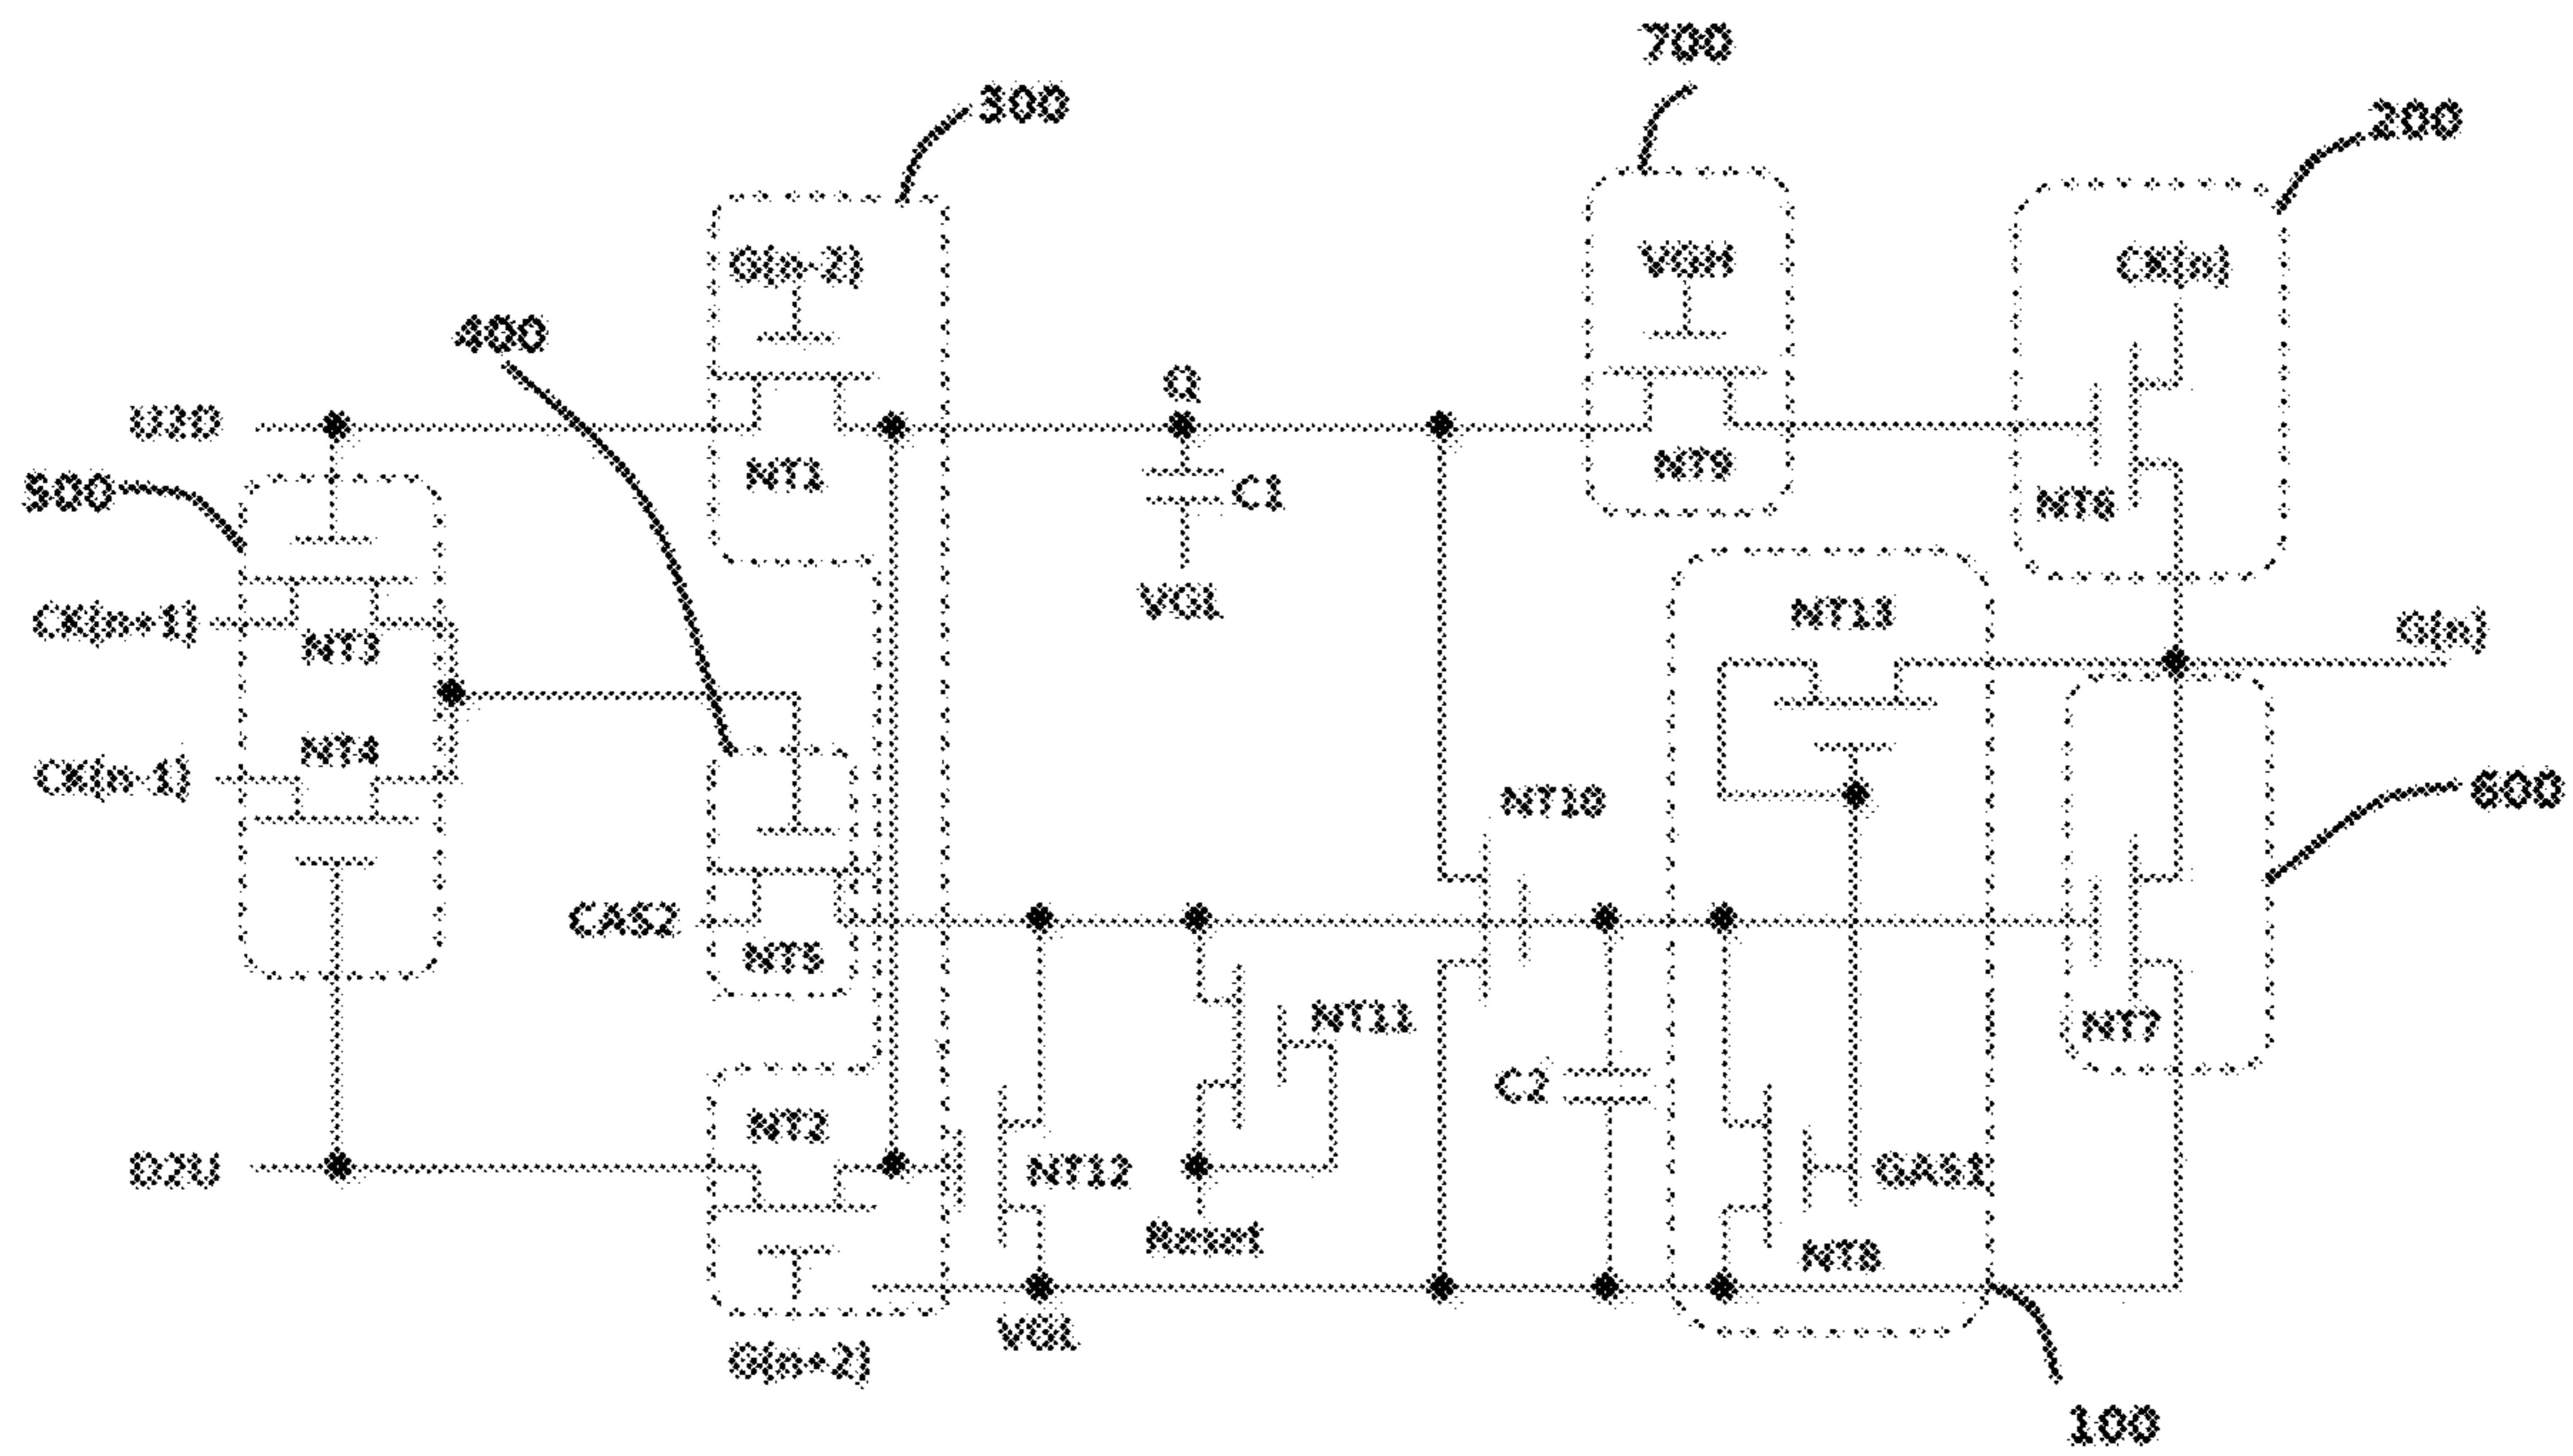 700
300
200
G(n-2)
VGH
CK(n)
400
Q
U2D
NT1
NT9
500
C1
NT6
VGL
NT13
CK(n+1)
NT3
G(n)
NT4
CK(n-1)
NT10
600
CAS2
NT5
NT11
NT7
C2
NT2
D2U
NT12
GAS1
Reset
NT8
VGL
G(n+2)
100